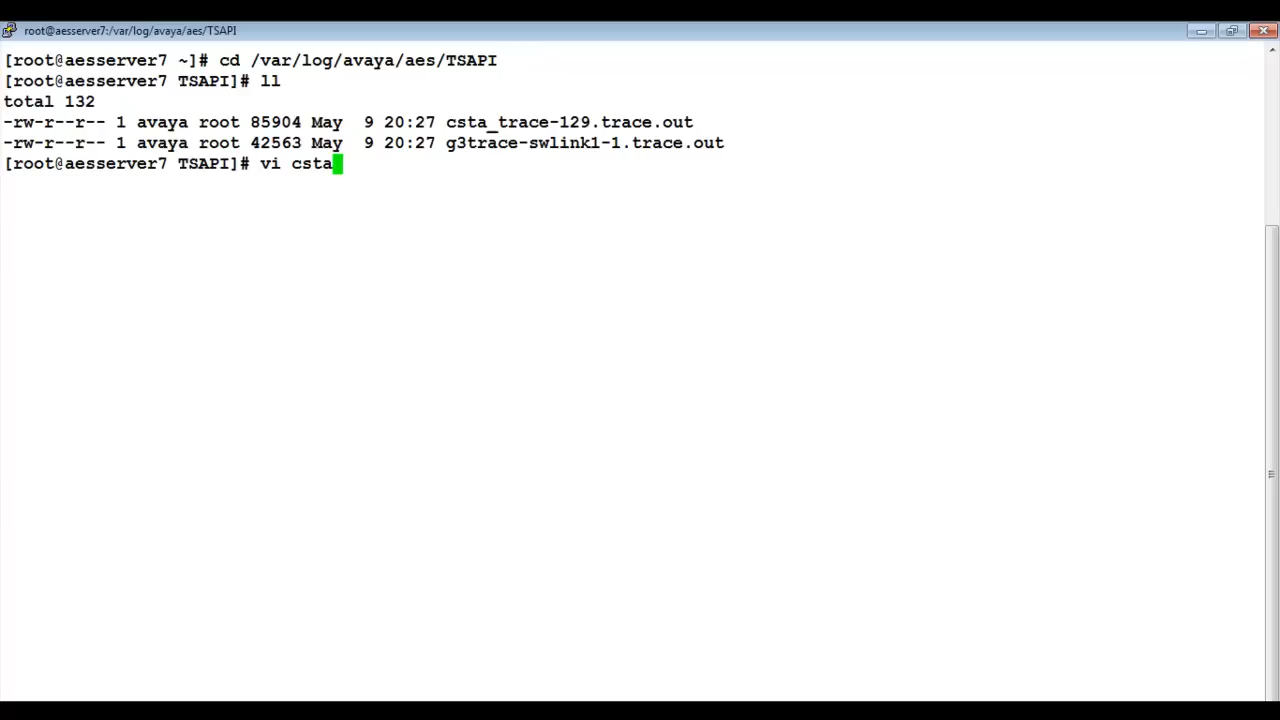 root@aesserver7:/var/log/avaya/aes/TSAPI
[root@aesserver7 ~]# cd /var/log/avaya/aes/TSAPI
[root@aesserver7 TSAPI]# ll
total 132
-rw-r--r-- 1 avaya root 85904 May  9 20:27 csta_trace-129.trace.out
-rw-r--r-- 1 avaya root 42563 May  9 20:27 g3trace-swlink1-1.trace.out
[root@aesserver7 TSAPI]# vi csta